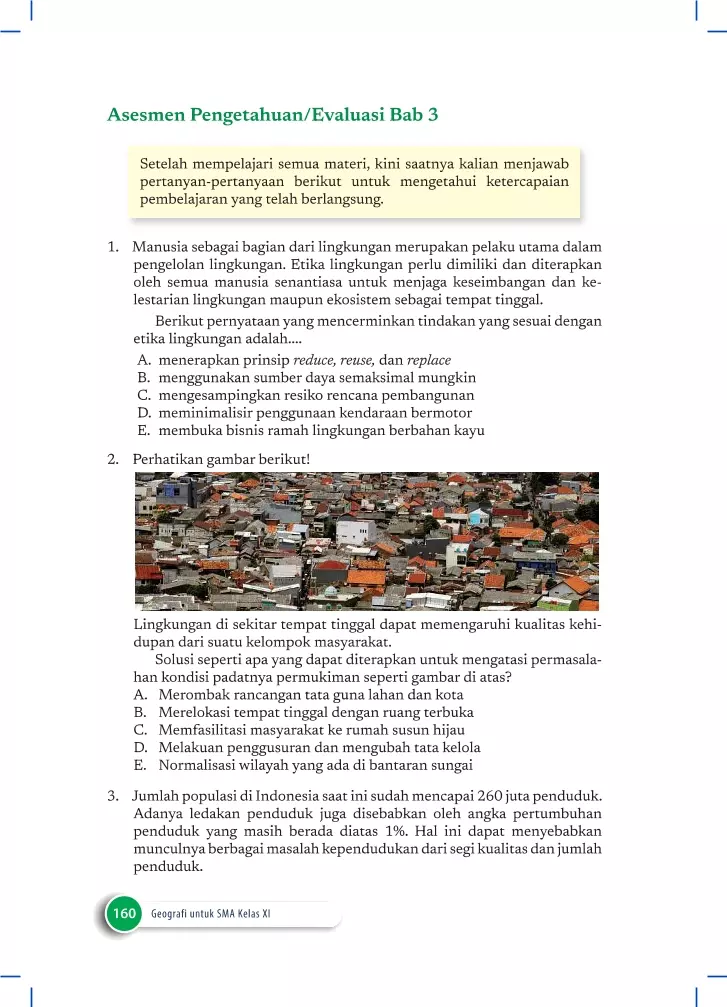 Asesmen Pengetahuan/Evaluasi Bab 3
Setelah mempelajari semua materi, kini saatnya kalian menjawab
pertanyan-pertanyaan berikut untuk mengetahui ketercapaian
pembelajaran yang telah berlangsung.
1. Manusia sebagai bagian dari lingkungan merupakan pelaku utama dalam
pengelolan lingkungan. Etika lingkungan perlu dimiliki dan diterapkan
oleh semua manusia senantiasa untuk menjaga keseimbangan dan ke-
lestarian lingkungan maupun ekosistem sebagai tempat tinggal.
Berikut pernyataan yang mencerminkan tindakan yang sesuai dengan
etika lingkungan adalah....
A. menerapkan prinsip reduce, reuse, dan replace
B. menggunakan sumber daya semaksimal mungkin
C. mengesampingkan resiko rencana pembangunan
D. meminimalisir penggunaan kendaraan bermotor
E. membuka bisnis ramah lingkungan berbahan kayu
2. Perhatikan gambar berikut!
Lingkungan di sekitar tempat tinggal dapat memengaruhi kualitas kehi-
dupan dari suatu kelompok masyarakat.
Solusi seperti apa yang dapat diterapkan untuk mengatasi permasala-
han kondisi padatnya permukiman seperti gambar di atas?
A. Merombak rancangan tata guna lahan dan kota
B. Merelokasi tempat tinggal dengan ruang terbuka
C. Memfasilitasi masyarakat ke rumah susun hijau
D. Melakuan penggusuran dan mengubah tata kelola
E. Normalisasi wilayah yang ada di bantaran sungai
3. Jumlah populasi di Indonesia saat ini sudah mencapai 260 juta penduduk.
Adanya ledakan penduduk juga disebabkan oleh angka pertumbuhan
penduduk yang masih berada diatas 1%. Hal ini dapat menyebabkan
munculnya berbagai masalah kependudukan dari segi kualitas dan jumlah
penduduk.
160 Geografi untuk SMA Kelas XI